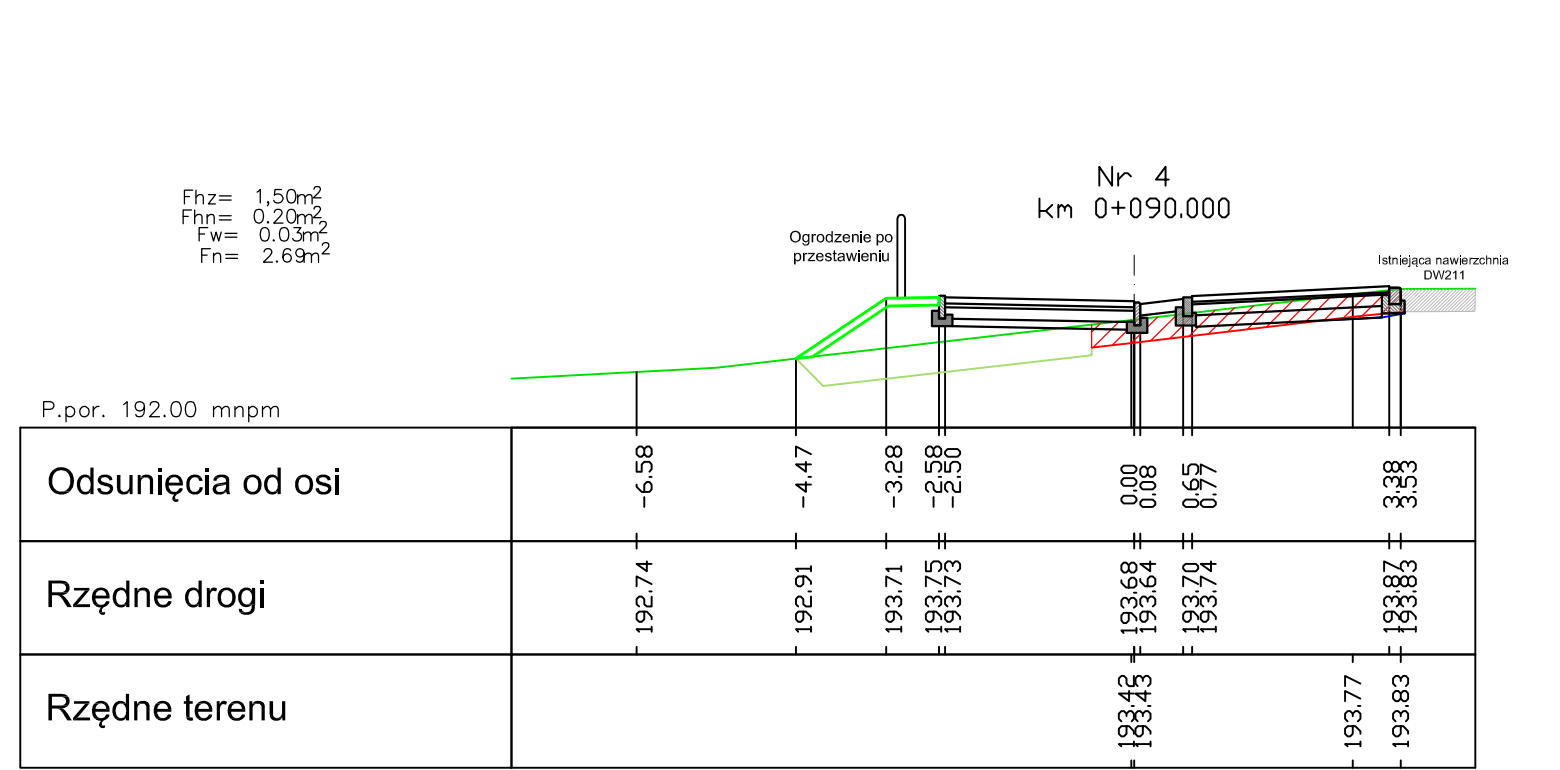 Nr 4
km 0+090.000
Fhz= 1,50m²
Fhn= 0.20m²
Fw= 0.03m²
Fn= 2.69m²
Ogrodzenie po
przestawieniu
Istniejąca nawierzchnia
DW211
P.por. 192.00 mnpm
Odsunięcia od osi
-6.58
-4.47
-3.28
-2.58
-2.50
0.00
0.08
0.65
0.77
3.38
3.53
Rzędne drogi
192.74
192.91
193.71
193.75
193.73
193.68
193.64
193.70
193.74
193.87
193.83
Rzędne terenu
193.42
193.43
193.77
193.83